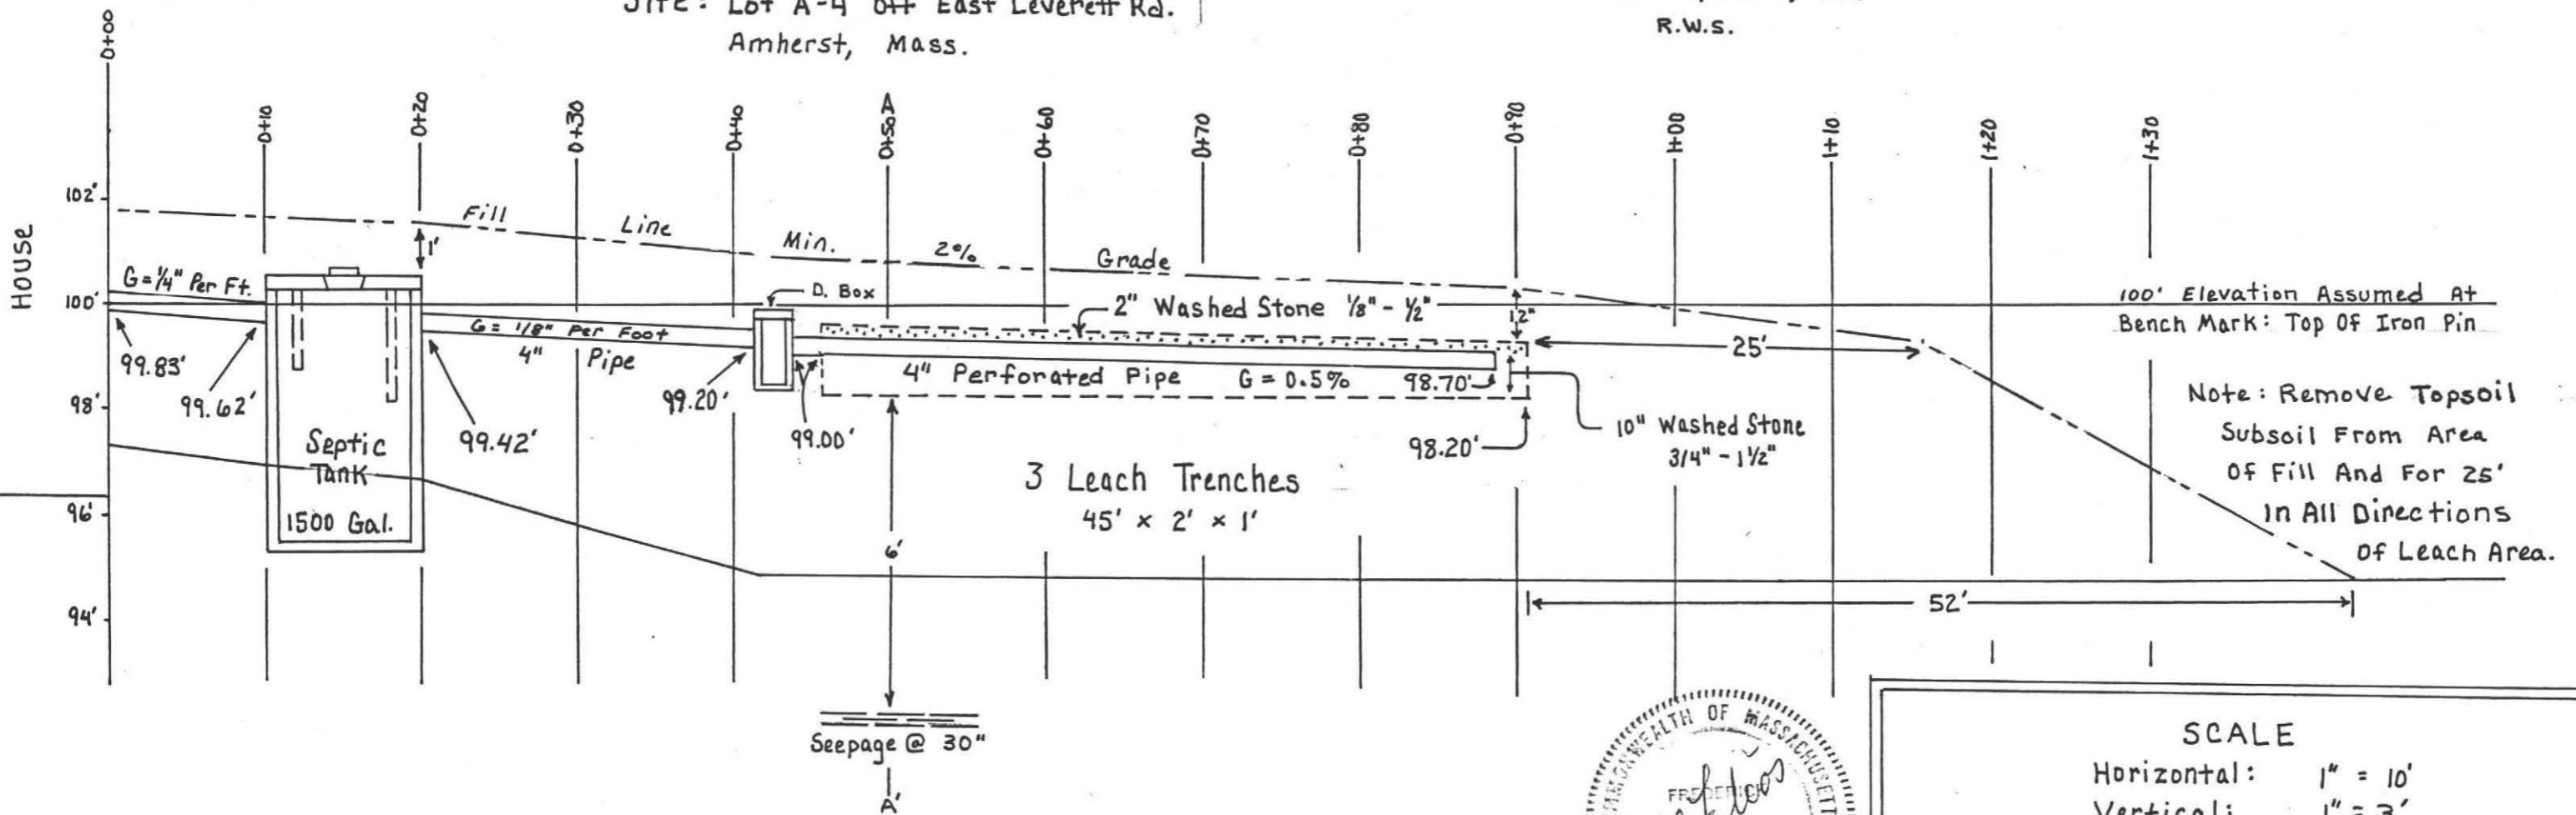 Site: Lot A-4 Off East Leverett Rd.
Amherst, Mass.
R.W.S.
0+00
0+10
0+20
0+30
0+40
0+50 A
0+60
0+70
0+80
0+90
1+00
1+10
1+20
1+30
HOUSE
102'
100'
98'
96'
94'
Fill Line Min. 2% Grade
1'
G=1/4" Per Ft.
D. Box
2" Washed Stone 1/8" - 1/2"
12"
100' Elevation Assumed At
Bench Mark: Top Of Iron Pin
G= 1/8" Per Foot
4" Pipe
25'
99.83'
99.62'
99.42'
99.20'
99.00'
4" Perforated Pipe G = 0.5%
98.70'
98.20'
10" Washed Stone
3/4" - 1 1/2"
Note: Remove Topsoil
Subsoil From Area
Of Fill And For 25'
In All Directions
Of Leach Area.
Septic
Tank
1500 Gal.
3 Leach Trenches
45' x 2' x 1'
6'
52'
Seepage @ 30"
A'
COMMONWEALTH OF MASSACHUSETT
FREDERICK
SCALE
Horizontal: 1" = 10'
Vertical: 1" = 3'